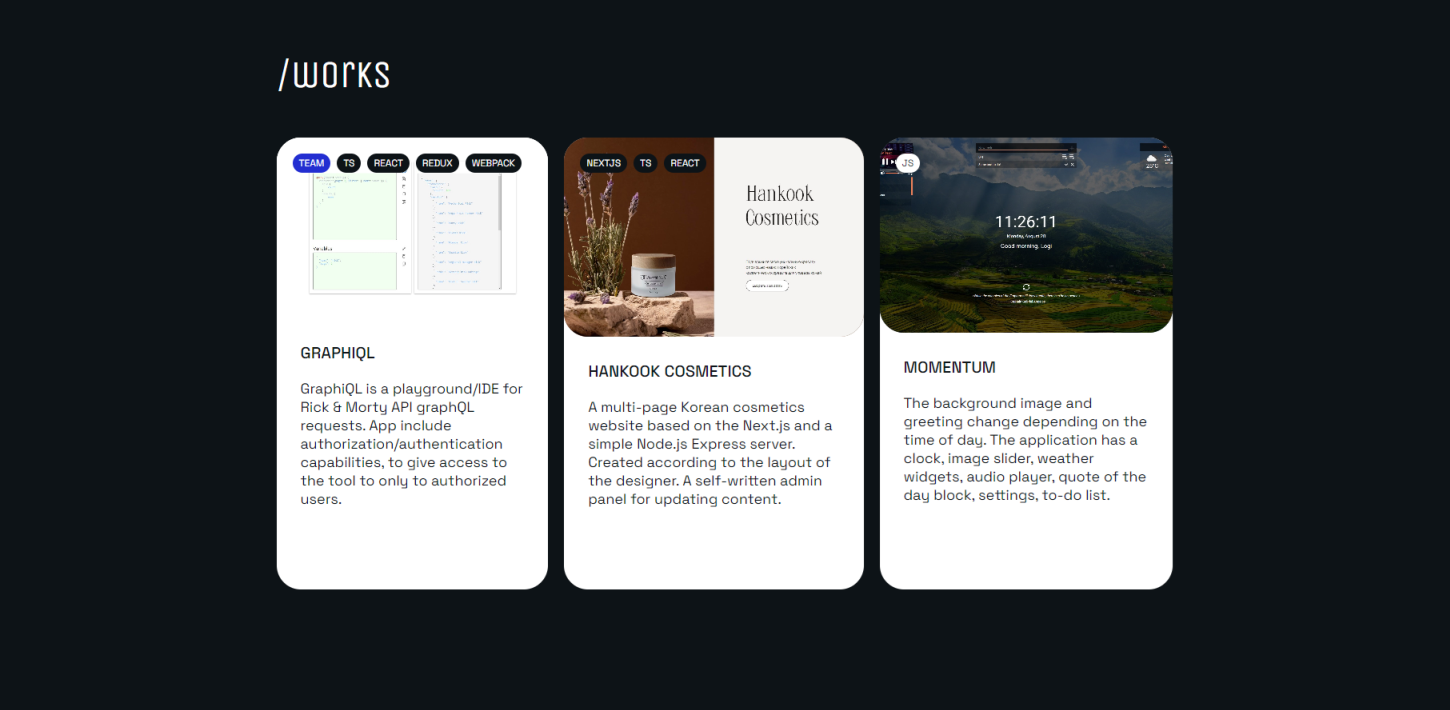 /works
TEAM TS REACT REDUX WEBPACK
GRAPHIQL
GraphiQL is a playground/IDE for
Rick & Morty API graphQL
requests. App include
authorization/authentication
capabilities, to give access to
the tool to only to authorized
users.
NEXTJS TS REACT
Hankook
Cosmetics
HANKOOK COSMETICS
A multi-page Korean cosmetics
website based on the Next.js and a
simple Node.js Express server.
Created according to the layout of
the designer. A self-written admin
panel for updating content.
JS
11:26:11
Monday, August 28
Good morning, Log!
MOMENTUM
The background image and
greeting change depending on the
time of day. The application has a
clock, image slider, weather
widgets, audio player, quote of the
day block, settings, to-do list.